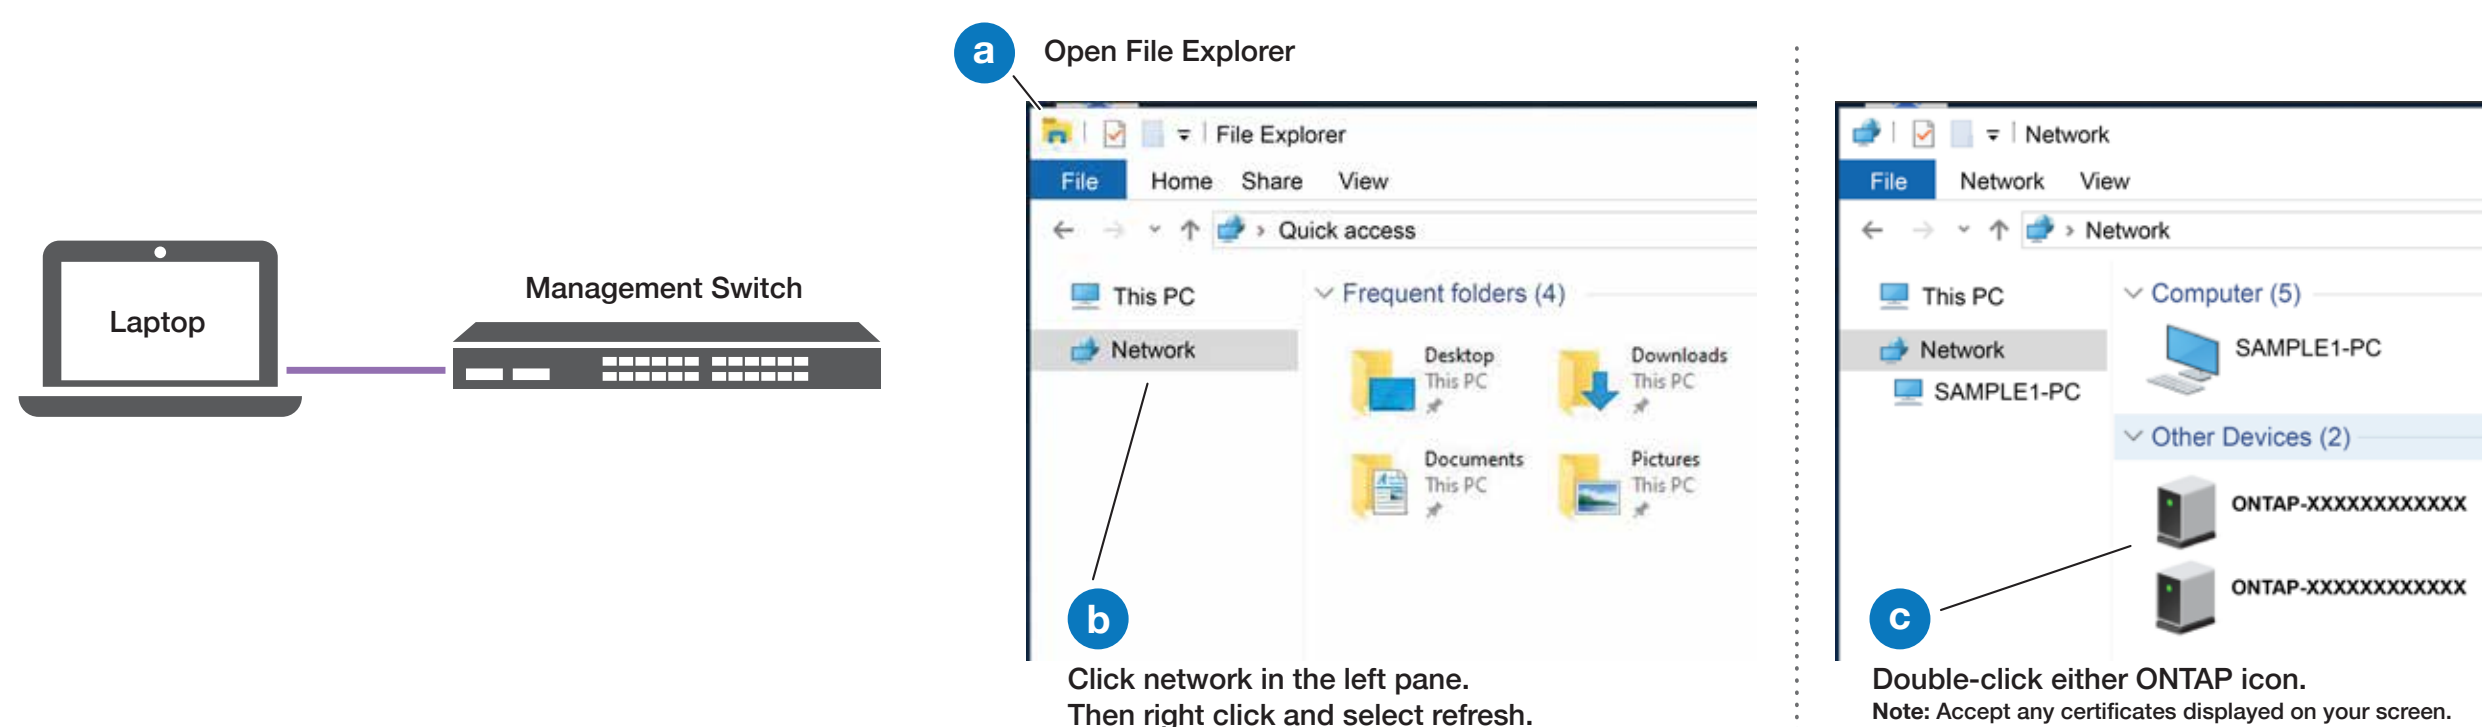 Laptop
Management Switch
a Open File Explorer
File Explorer
File Home Share View
Quick access
This PC
Network
Frequent folders (4)
Desktop
This PC
Downloads
This PC
Documents
This PC
Pictures
This PC
b
Click network in the left pane.
Then right click and select refresh.
Network
File Network View
Network
This PC
Network
SAMPLE1-PC
Computer (5)
SAMPLE1-PC
Other Devices (2)
ONTAP-XXXXXXXXXXXX
ONTAP-XXXXXXXXXXXX
c
Double-click either ONTAP icon.
Note: Accept any certificates displayed on your screen.